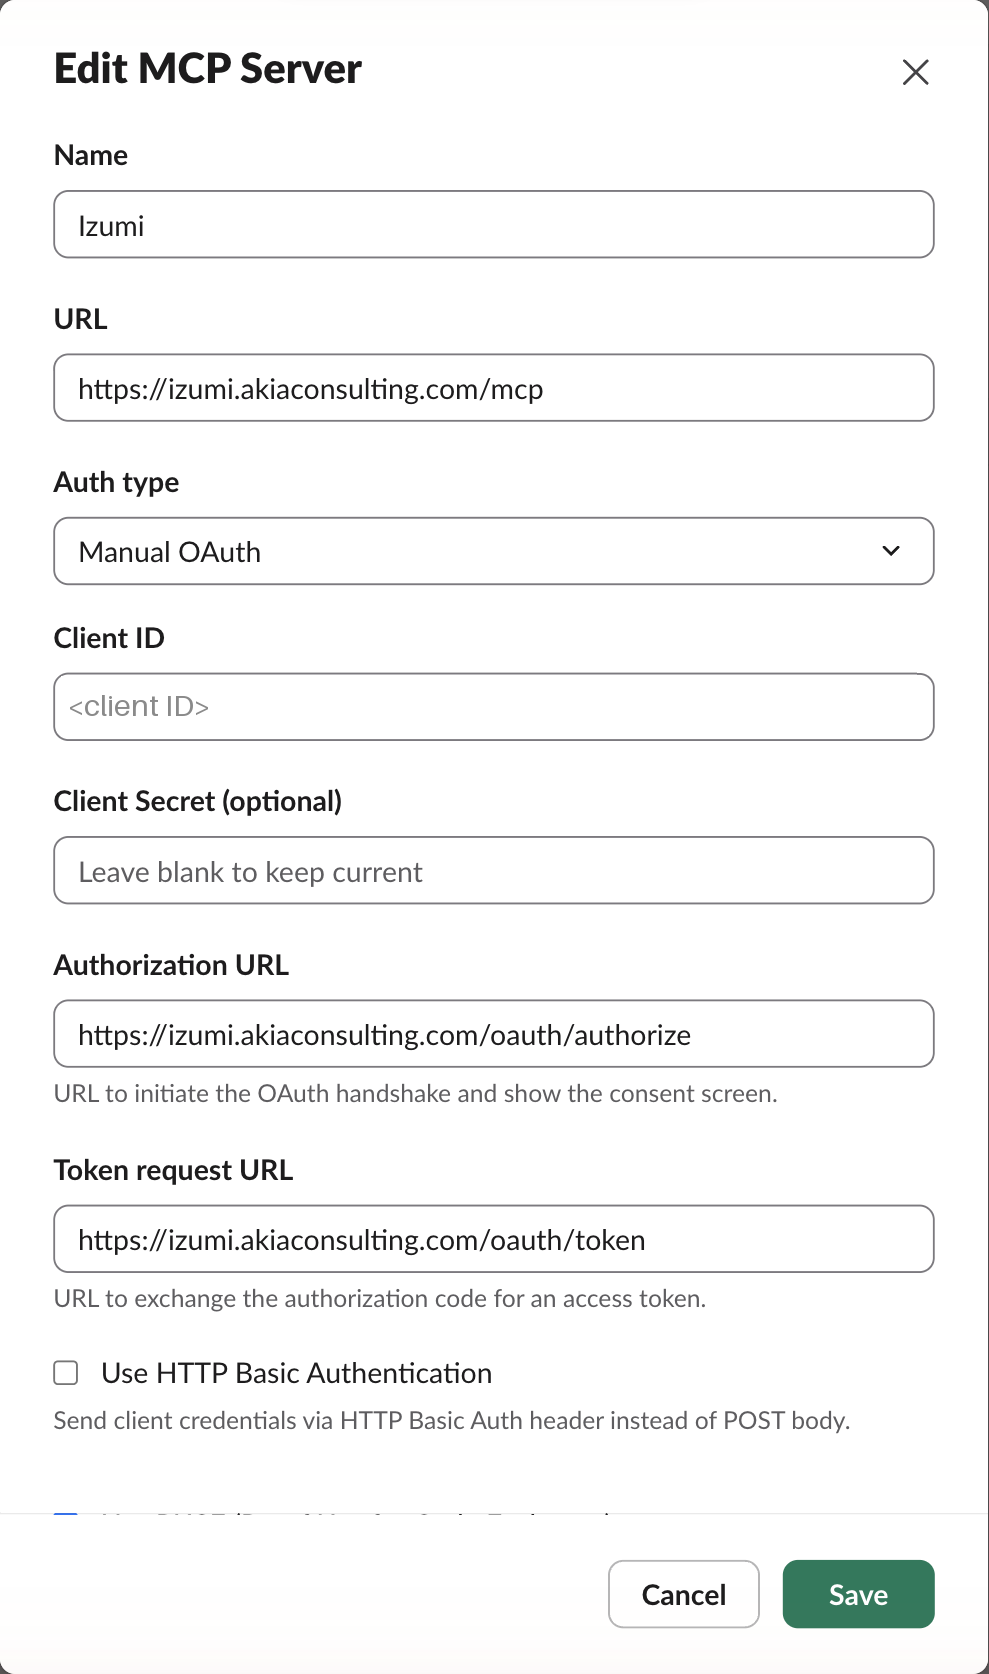 Edit MCP Server
Name
Izumi
URL
https://izumi.akiaconsulting.com/mcp
Auth type
Manual OAuth
Client ID
<client ID>
Client Secret (optional)
Leave blank to keep current
Authorization URL
https://izumi.akiaconsulting.com/oauth/authorize
URL to initiate the OAuth handshake and show the consent screen.
Token request URL
https://izumi.akiaconsulting.com/oauth/token
URL to exchange the authorization code for an access token.
Use HTTP Basic Authentication
Send client credentials via HTTP Basic Auth header instead of POST body.
Cancel
Save